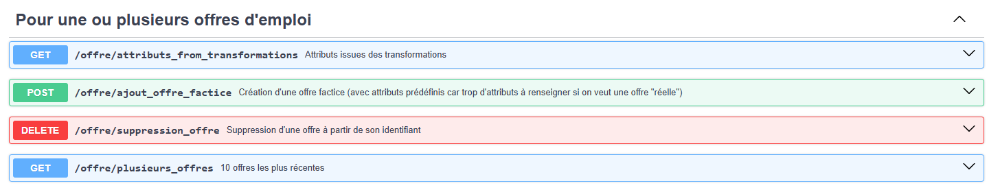 Pour une ou plusieurs offres d'emploi
GET /offre/attributs_from_transformations Attributs issues des transformations
POST /offre/ajout_offre_factice Création d'une offre factice (avec attributs prédéfinis car trop d'attributs à renseigner si on veut une offre "réelle")
DELETE /offre/suppression_offre Suppression d'une offre à partir de son identifiant
GET /offre/plusieurs_offres 10 offres les plus récentes